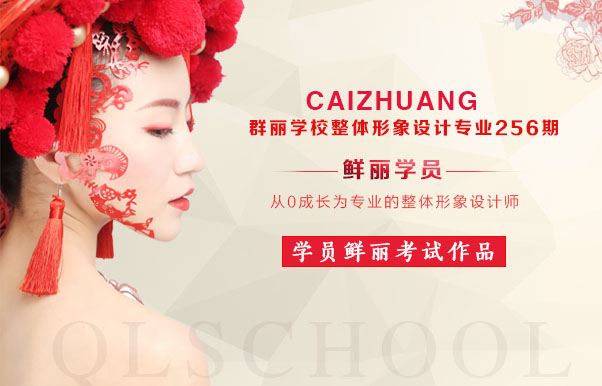 CAIZHUANG
群丽学校整体形象设计专业256期
鲜丽学员
从0成长为专业的整体形象设计师
学员鲜丽考试作品
QLSCHOOL